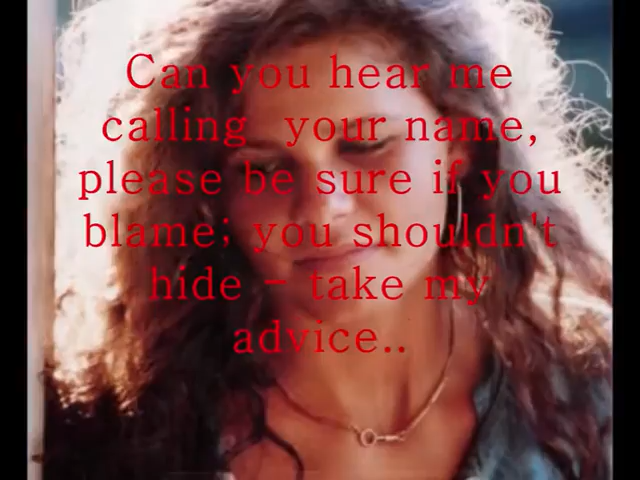 Can you hear me
calling your name,
please be sure if you
blame; you shouldn't
hide - take my
advice..